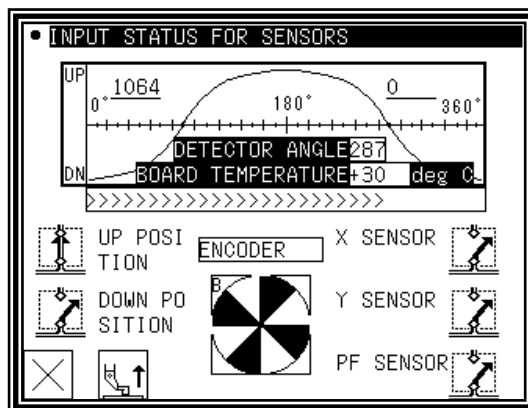 INPUT STATUS FOR SENSORS
UP
1064
0
0°
180°
360°
DETECTOR ANGLE 287
DN
BOARD TEMPERATURE +30 deg C
>>>>>>>>>>>>>>>>>>>>>>>>
UP POSI
TION
ENCODER
X SENSOR
B
DOWN PO
SITION
Y SENSOR
PF SENSOR